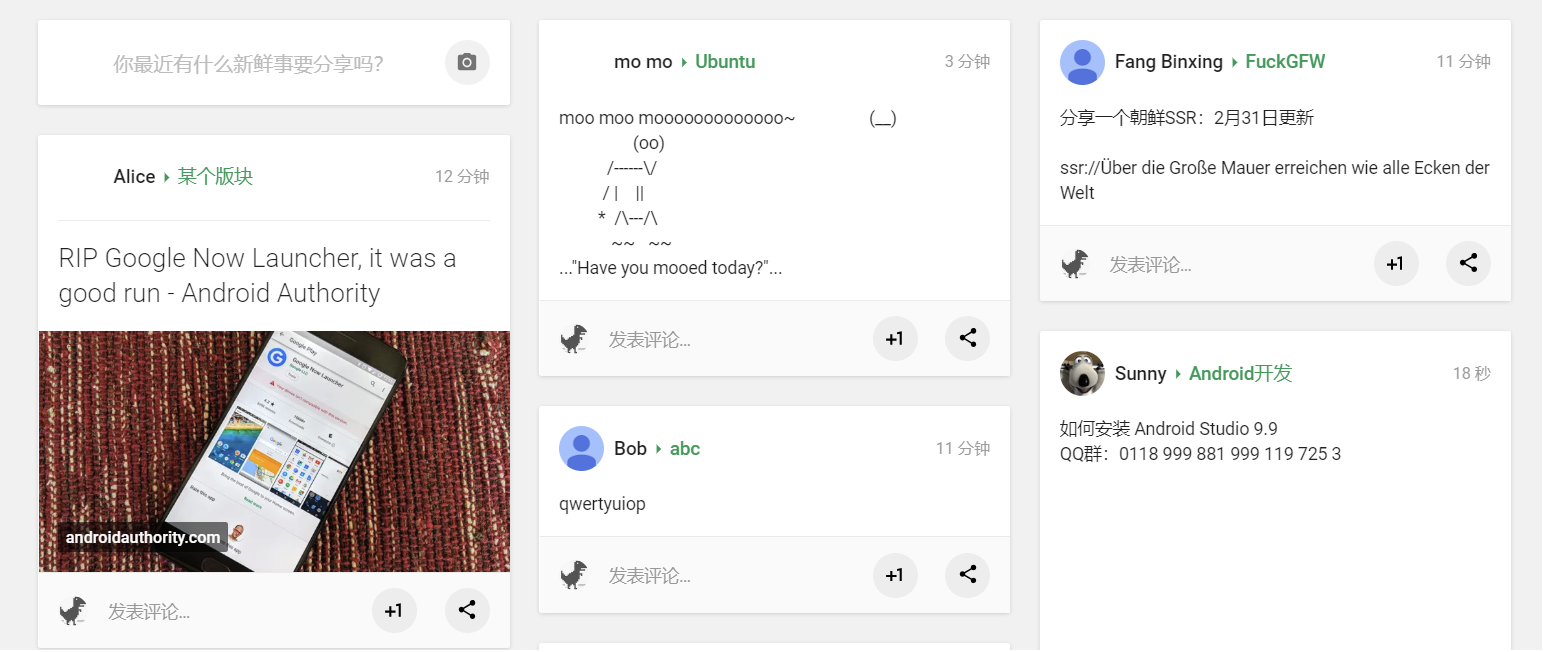 你最近有什么新鲜事要分享吗?
Alice ▸ 某个版块 12 分钟
RIP Google Now Launcher, it was a
good run - Android Authority
Google Play
Google Now Launcher
androidauthority.com
发表评论... +1
mo mo ▸ Ubuntu 3 分钟
moo moo mooooooooooooo~ (__)
(oo)
/------\/
/ | ||
* /\---/\
~~ ~~
..."Have you mooed today?"...
发表评论... +1
Bob ▸ abc 11 分钟
qwertyuiop
发表评论... +1
Fang Binxing ▸ FuckGFW 11 分钟
分享一个朝鲜SSR：2月31日更新
ssr://Über die Große Mauer erreichen wie alle Ecken der
Welt
发表评论... +1
Sunny ▸ Android开发 18 秒
如何安装 Android Studio 9.9
QQ群：0118 999 881 999 119 725 3